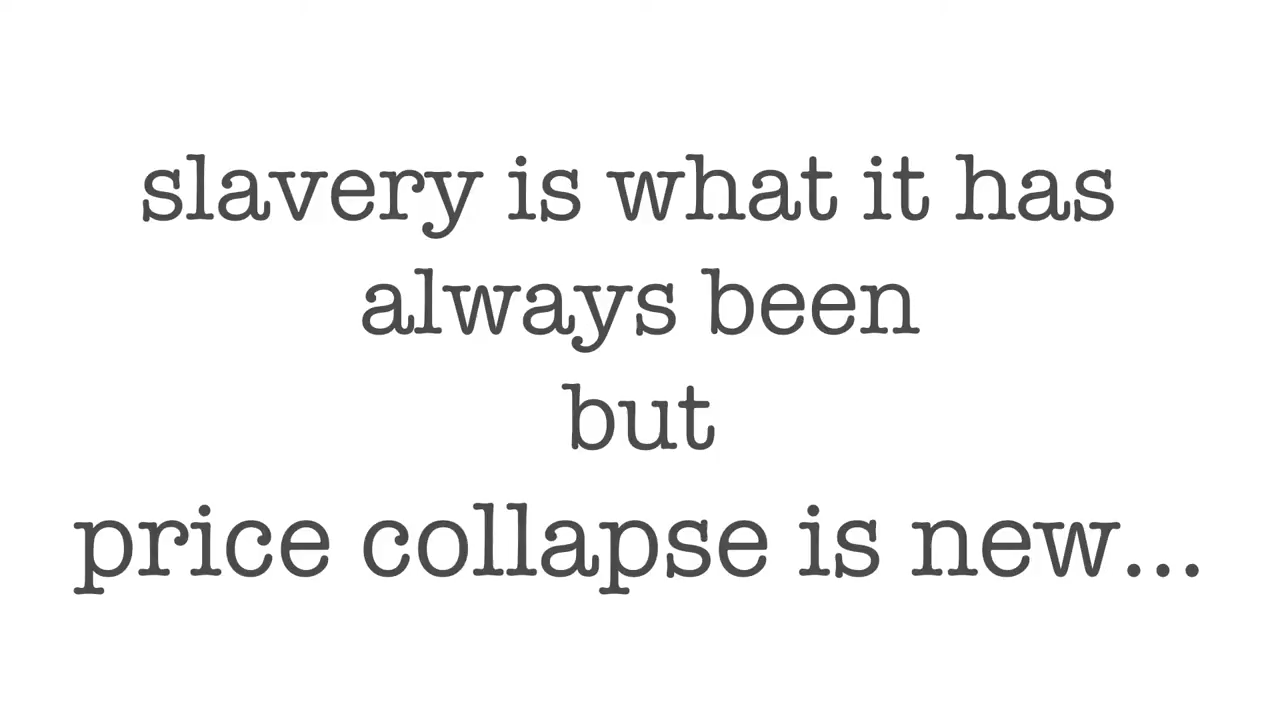 slavery is what it has
always been
but
price collapse is new...